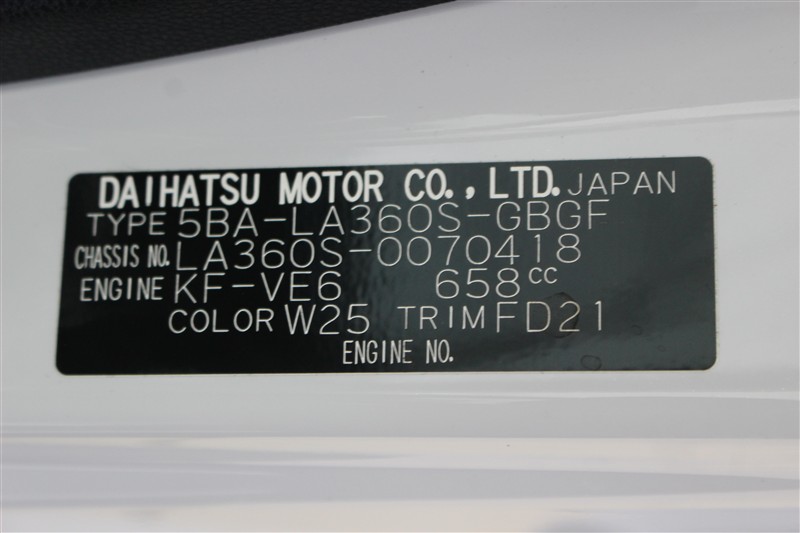 DAIHATSU MOTOR CO., LTD. JAPAN
TYPE 5BA-LA360S-GBGF
CHASSIS NO. LA360S-0070418
ENGINE KF-VE6 658cc
COLOR W25 TRIM FD21
ENGINE NO.